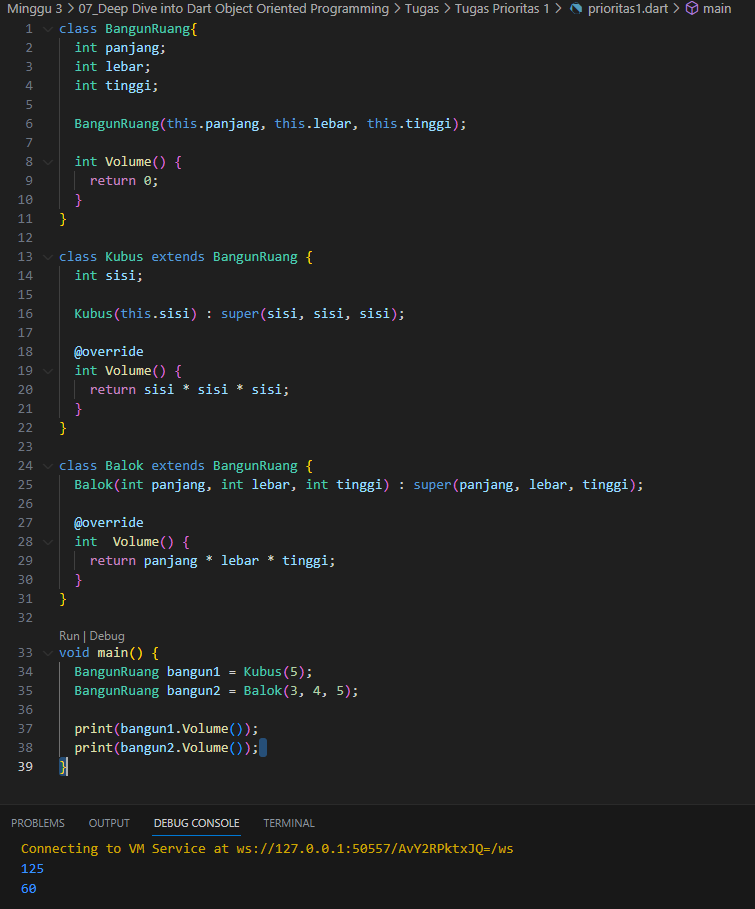 Minggu 3 > 07_Deep Dive into Dart Object Oriented Programming > Tugas > Tugas Prioritas 1 > prioritas1.dart > main
1 class BangunRuang{
2 int panjang;
3 int lebar;
4 int tinggi;
5
6 BangunRuang(this.panjang, this.lebar, this.tinggi);
7
8 int Volume() {
9 return 0;
10 }
11 }
12
13 class Kubus extends BangunRuang {
14 int sisi;
15
16 Kubus(this.sisi) : super(sisi, sisi, sisi);
17
18 @override
19 int Volume() {
20 return sisi * sisi * sisi;
21 }
22 }
23
24 class Balok extends BangunRuang {
25 Balok(int panjang, int lebar, int tinggi) : super(panjang, lebar, tinggi);
26
27 @override
28 int  Volume() {
29 return panjang * lebar * tinggi;
30 }
31 }
32
Run | Debug
33 void main() {
34 BangunRuang bangun1 = Kubus(5);
35 BangunRuang bangun2 = Balok(3, 4, 5);
36
37 print(bangun1.Volume());
38 print(bangun2.Volume());
39 }
PROBLEMS OUTPUT DEBUG CONSOLE TERMINAL
Connecting to VM Service at ws://127.0.0.1:50557/AvY2RPktxJQ=/ws
125
60